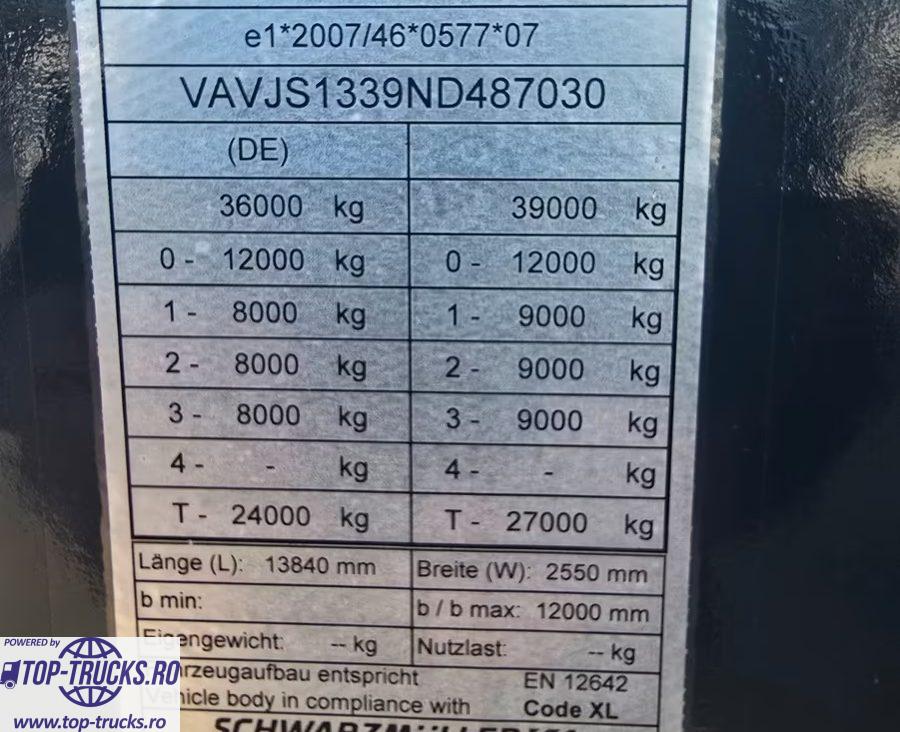 e1*2007/46*0577*07
VAVJS1339ND487030
(DE)
36000 kg 39000 kg
0 - 12000 kg 0 - 12000 kg
1 - 8000 kg 1 - 9000 kg
2 - 8000 kg 2 - 9000 kg
3 - 8000 kg 3 - 9000 kg
4 - - kg 4 - - kg
T - 24000 kg T - 27000 kg
Länge (L): 13840 mm Breite (W): 2550 mm
b min: b / b max: 12000 mm
Eigengewicht: -- kg Nutzlast: -- kg
entspricht EN 12642
body in compliance with Code XL
POWERED by
TOP-TRUCKS.RO
www.top-trucks.ro